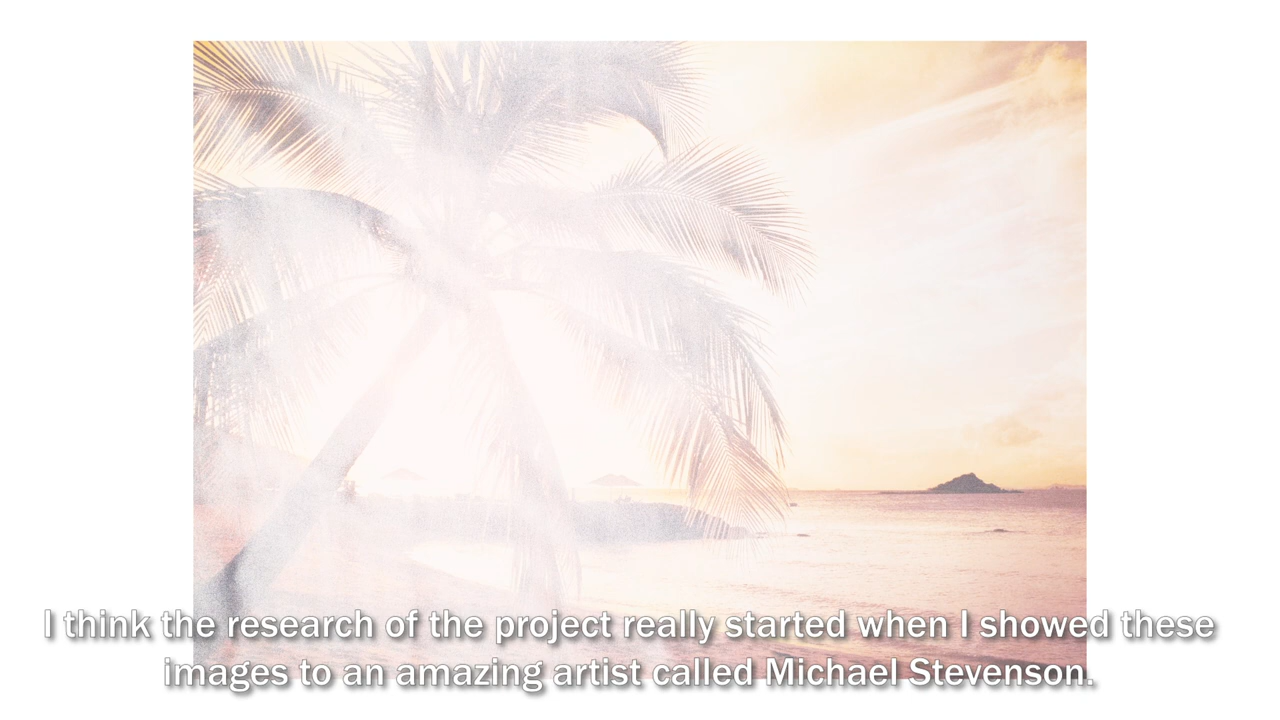 I think the research of the project really started when I showed these
images to an amazing artist called Michael Stevenson.